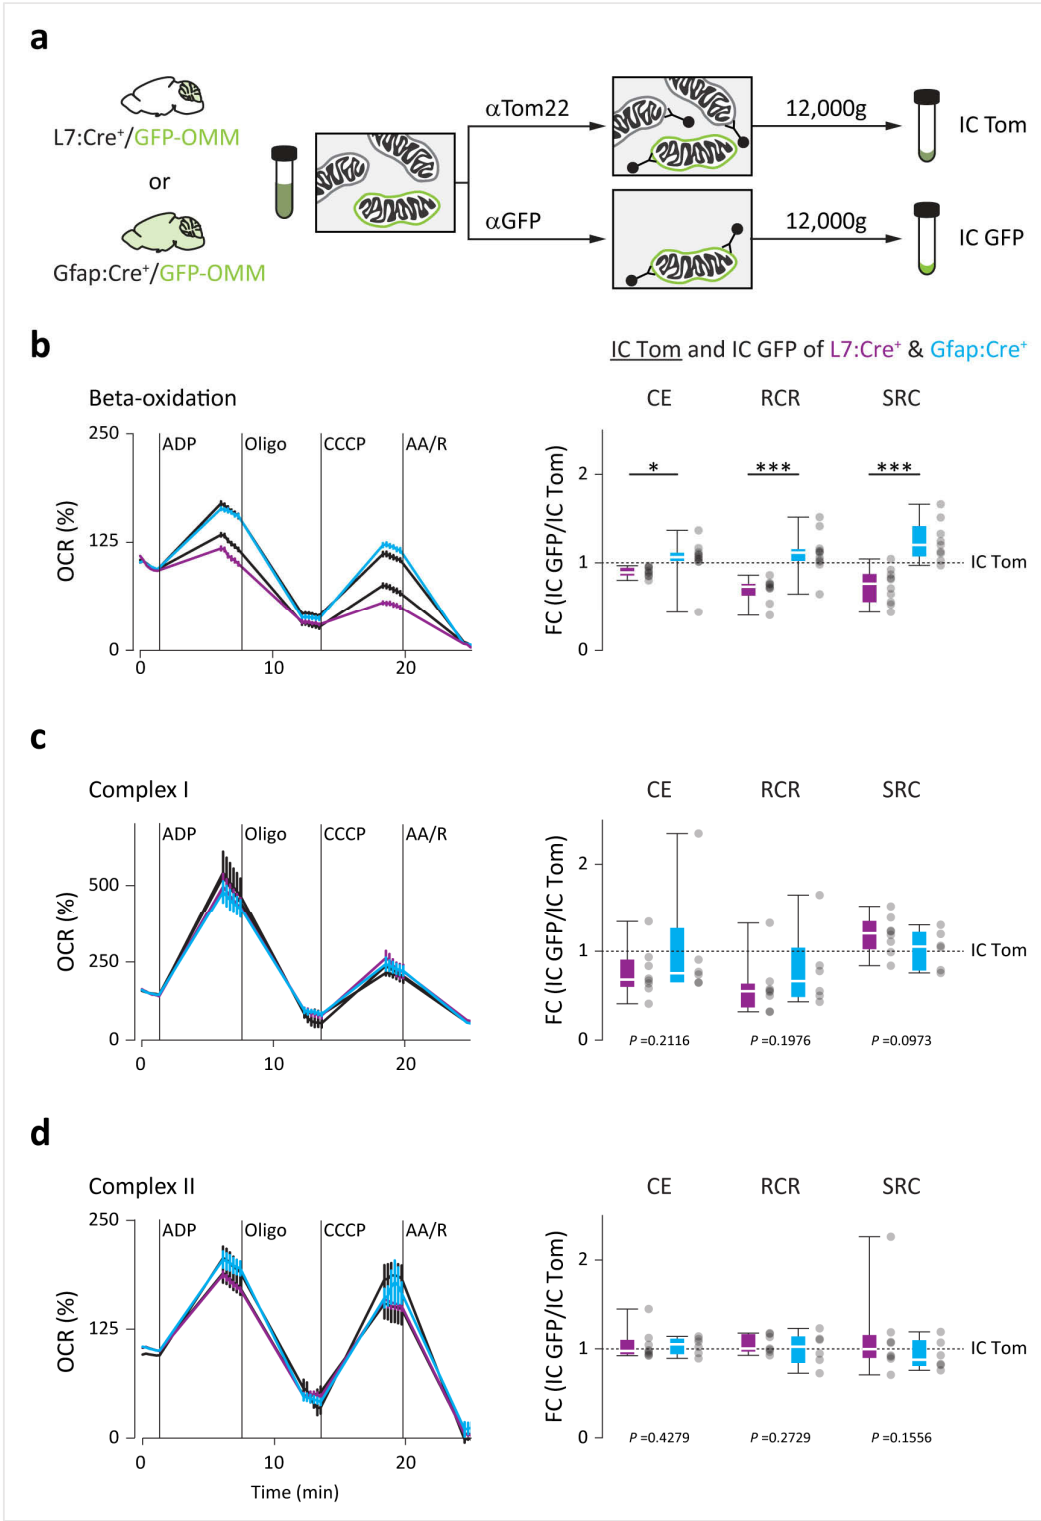 a
L7:Cre⁺/GFP-OMM
or
Gfap:Cre⁺/GFP-OMM
αTom22
αGFP
12,000g
12,000g
IC Tom
IC GFP
b
IC Tom and IC GFP of L7:Cre⁺ & Gfap:Cre⁺
Beta-oxidation
OCR (%)
250
125
0
ADP
Oligo
CCCP
AA/R
0
10
20
CE
RCR
SRC
FC (IC GFP/IC Tom)
2
1
0
*
***
***
IC Tom
c
Complex I
OCR (%)
500
250
0
ADP
Oligo
CCCP
AA/R
0
10
20
CE
RCR
SRC
FC (IC GFP/IC Tom)
2
1
0
IC Tom
P =0.2116
P =0.1976
P =0.0973
d
Complex II
OCR (%)
250
125
0
ADP
Oligo
CCCP
AA/R
0
10
20
Time (min)
CE
RCR
SRC
FC (IC GFP/IC Tom)
2
1
0
IC Tom
P =0.4279
P =0.2729
P =0.1556